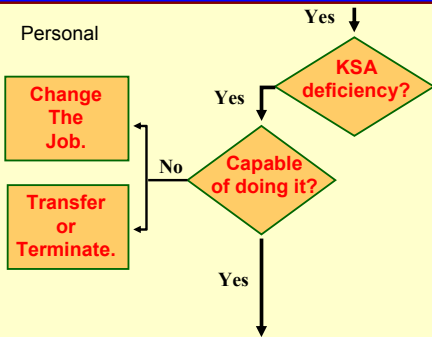 Yes
Personal
KSA
deficiency?
Yes
Change
The
Job.
No
Capable
of doing it?
Transfer
or
Terminate.
Yes